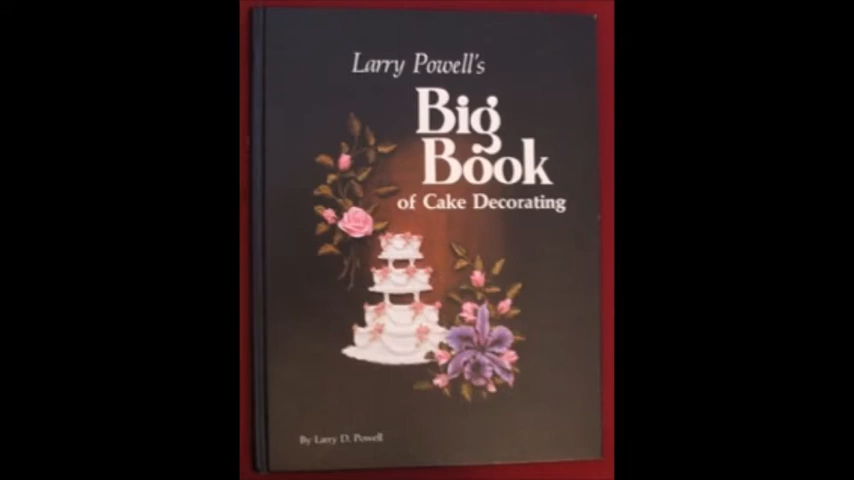 Larry Powell's
Big
Book
of Cake Decorating
By Larry D. Powell